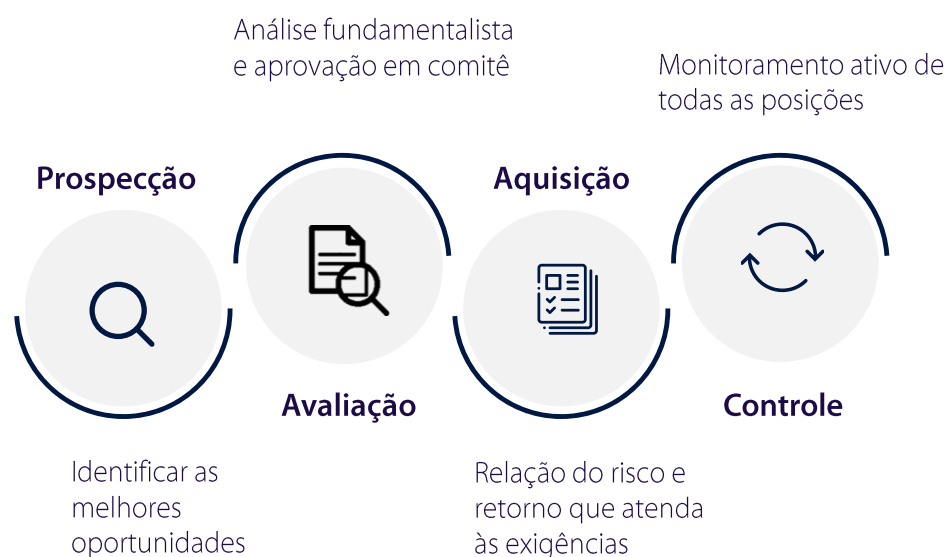 Prospecção
Identificar as
melhores
oportunidades
Análise fundamentalista
e aprovação em comitê
Avaliação
Aquisição
Relação do risco e
retorno que atenda
às exigências
Monitoramento ativo de
todas as posições
Controle